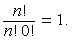 n! / (n! 0!) = 1.